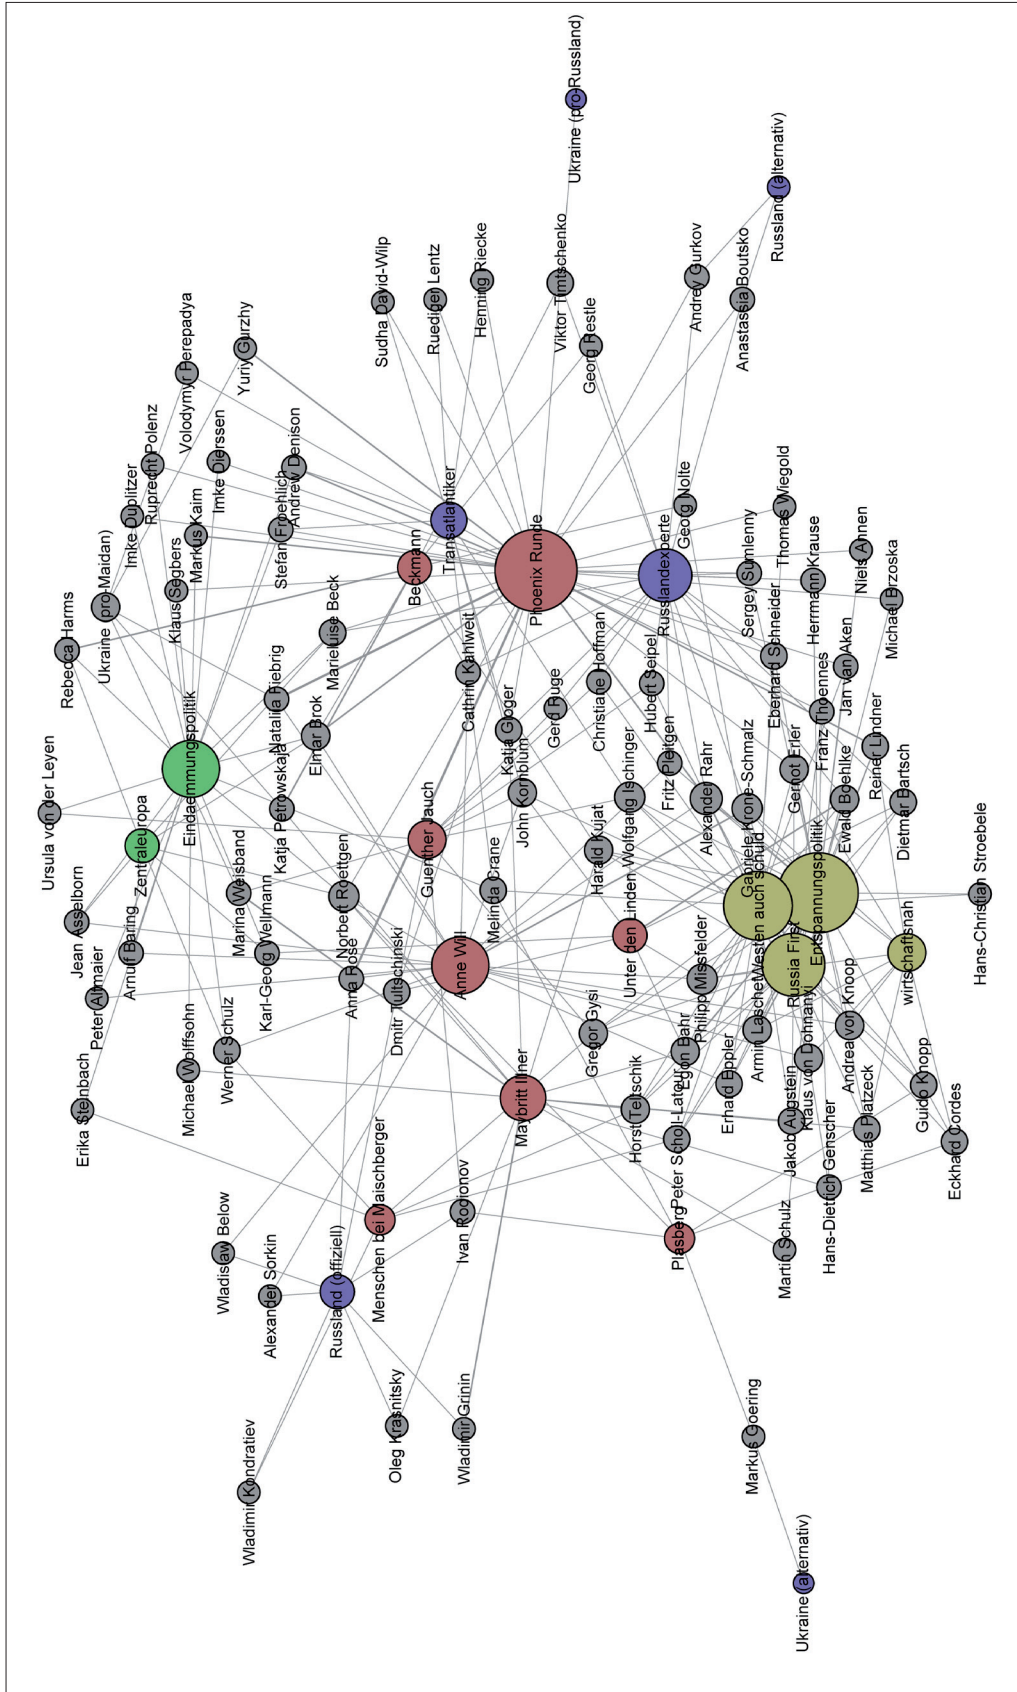 Ukraine (pro-Russland)
Russland (alternativ)
Sudha David-Wilp
Ruediger Lentz
Henning Riecke
Viktor Timtschenko
Georg Restle
Andrey Gurkov
Anastassia Boutsko
Volodymyr Perepadya
Yuriy Gurzhy
Imke Duplitzer
Ruprecht Polenz
Markus Kaim
Imke Dierssen
Stefan Froehlich
Andrew Denison
Rebecca Harms
Ukraine (pro-Maidan)
Klaus Segbers
Beckmann
Transatlantiker
Phoenix Runde
Russlandexperte
Georg Nolte
Sergey Sumlenny
Thomas Wiegold
Herrmann Krause
Niels Annen
Michael Brzoska
Marieluise Beck
Nataliia Fiebrig
Elmar Brok
Cathrin Kahlweit
Katja Gloger
Gerd Ruge
Christiane Hoffman
Hubert Seipel
Eberhard Schneider
Franz Thoennes
Jan van Aken
Reiner Lindner
Ursula von der Leyen
Zentraleuropa
Eindaemmungspolitik
Katja Petrowskaja
Guenther Jauch
John Kornblum
Wolfgang Ischinger
Fritz Pleitgen
Alexander Rahr
Gabriele Krone-Schmalz
Gernot Erler
Ewald Boehlke
Dietmar Bartsch
Jean Asselborn
Peter Altmaier
Arnulf Baring
Marina Weisband
Karl-Georg Wellmann
Norbert Roettgen
Anna Rose
Dmitr Tultschinski
Anne Will
Melinda Crane
Harald Kujat
Unter den Linden
Philipp Missfelder
Westen auch schuld
Russia First
Entspannungspolitik
wirtschaftsnah
Hans-Christian Stroebele
Erika Steinbach
Michael Wolffsohn
Werner Schulz
Maybritt Illner
Gregor Gysi
Egon Bahr
Horst Teltschik
Peter Scholl-Latour
Erhard Eppler
Armin Laschet
Klaus von Dohnanyi
Jakob Augstein
Andrea von Knoop
Matthias Platzeck
Guido Knopp
Eckhard Cordes
Hans-Dietrich Genscher
Martin Schulz
Plasberg
Menschen bei Maischberger
Ivan Rodionov
Wladislaw Below
Alexander Sorkin
Russland (offiziell)
Oleg Krasnitsky
Wladimir Grinin
Wladimir Kondratiev
Markus Goering
Ukraine (alternativ)